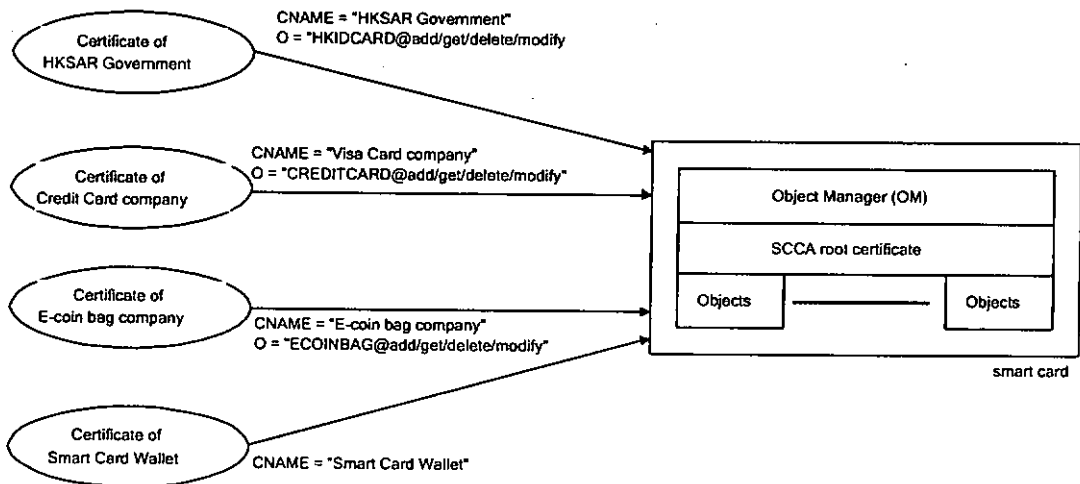 CNAME = "HKSAR Government"
O = "HKIDCARD@add/get/delete/modify
Certificate of
HKSAR Government
CNAME = "Visa Card company"
O = "CREDITCARD@add/get/delete/modify"
Certificate of
Credit Card company
Object Manager (OM)
SCCA root certificate
Objects
Objects
smart card
Certificate of
E-coin bag company
CNAME = "E-coin bag company"
O = "ECOINBAG@add/get/delete/modify"
Certificate of
Smart Card Wallet
CNAME = "Smart Card Wallet"